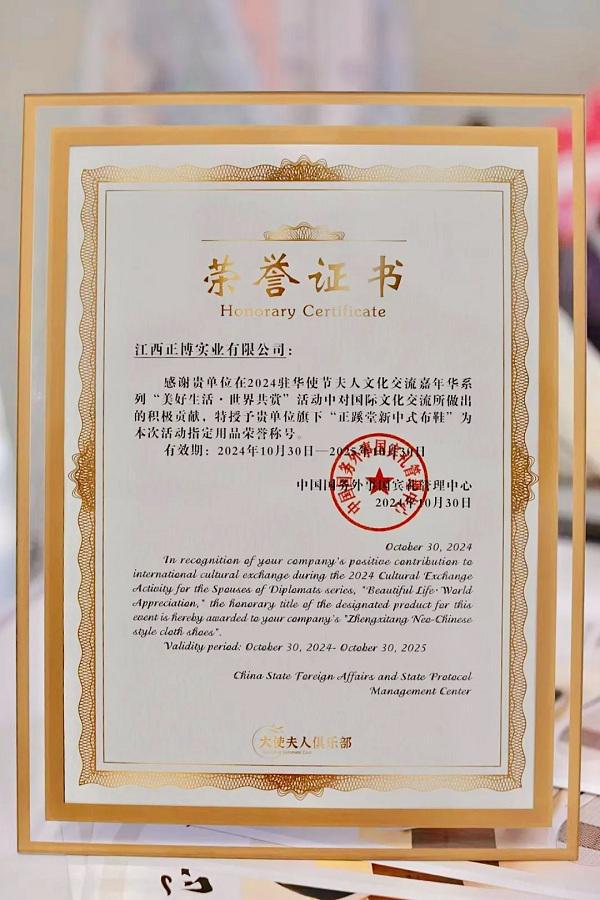 荣誉证书
Honorary Certificate
江西正博实业有限公司：
感谢贵单位在2024驻华使节夫人文化交流嘉年华系
列“美好生活·世界共赏”活动中对国际文化交流所做出
的积极贡献，特授予贵单位旗下“正蹊堂新中式布鞋”为
本次活动指定用品荣誉称号。
有效期：2024年10月30日—2025年10月30日
中国国务外事国宾礼管理中心
2024年10月30日
October 30, 2024
In recognition of your company's positive contribution to
international cultural exchange during the 2024 Cultural Exchange
Activity for the Spouses of Diplomats series, "Beautiful Life·World
Appreciation," the honorary title of the designated product for this
event is hereby awarded to your company's "Zhengxitang Neo-Chinese
style cloth shoes".
Validity period: October 30, 2024- October 30, 2025
China State Foreign Affairs and State Protocol
Management Center
大使夫人俱乐部